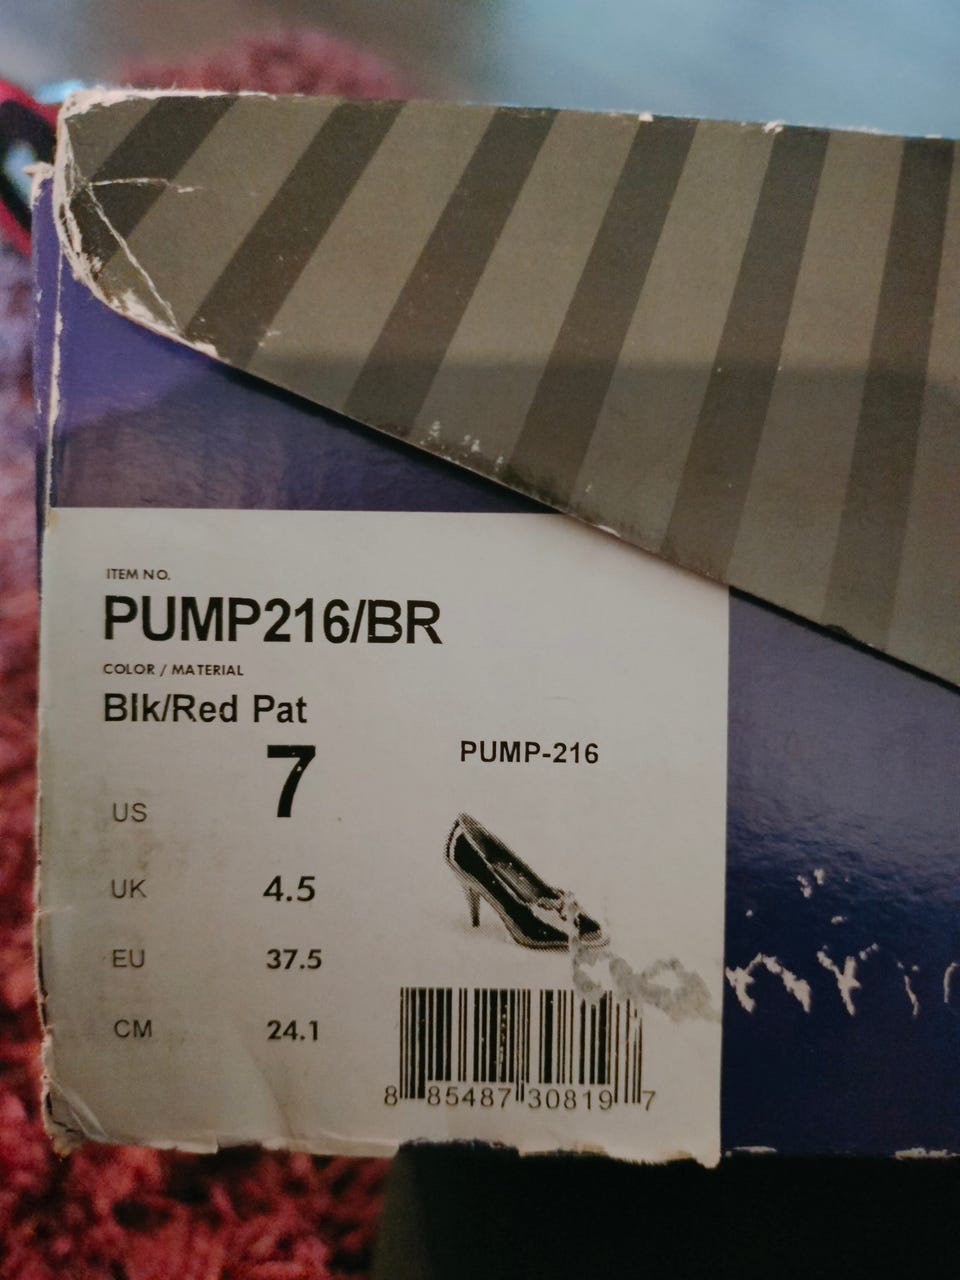 ITEM NO.
PUMP216/BR
COLOR / MATERIAL
Blk/Red Pat
PUMP-216
US 7
UK 4.5
EU 37.5
CM 24.1
8 85487 30819 7